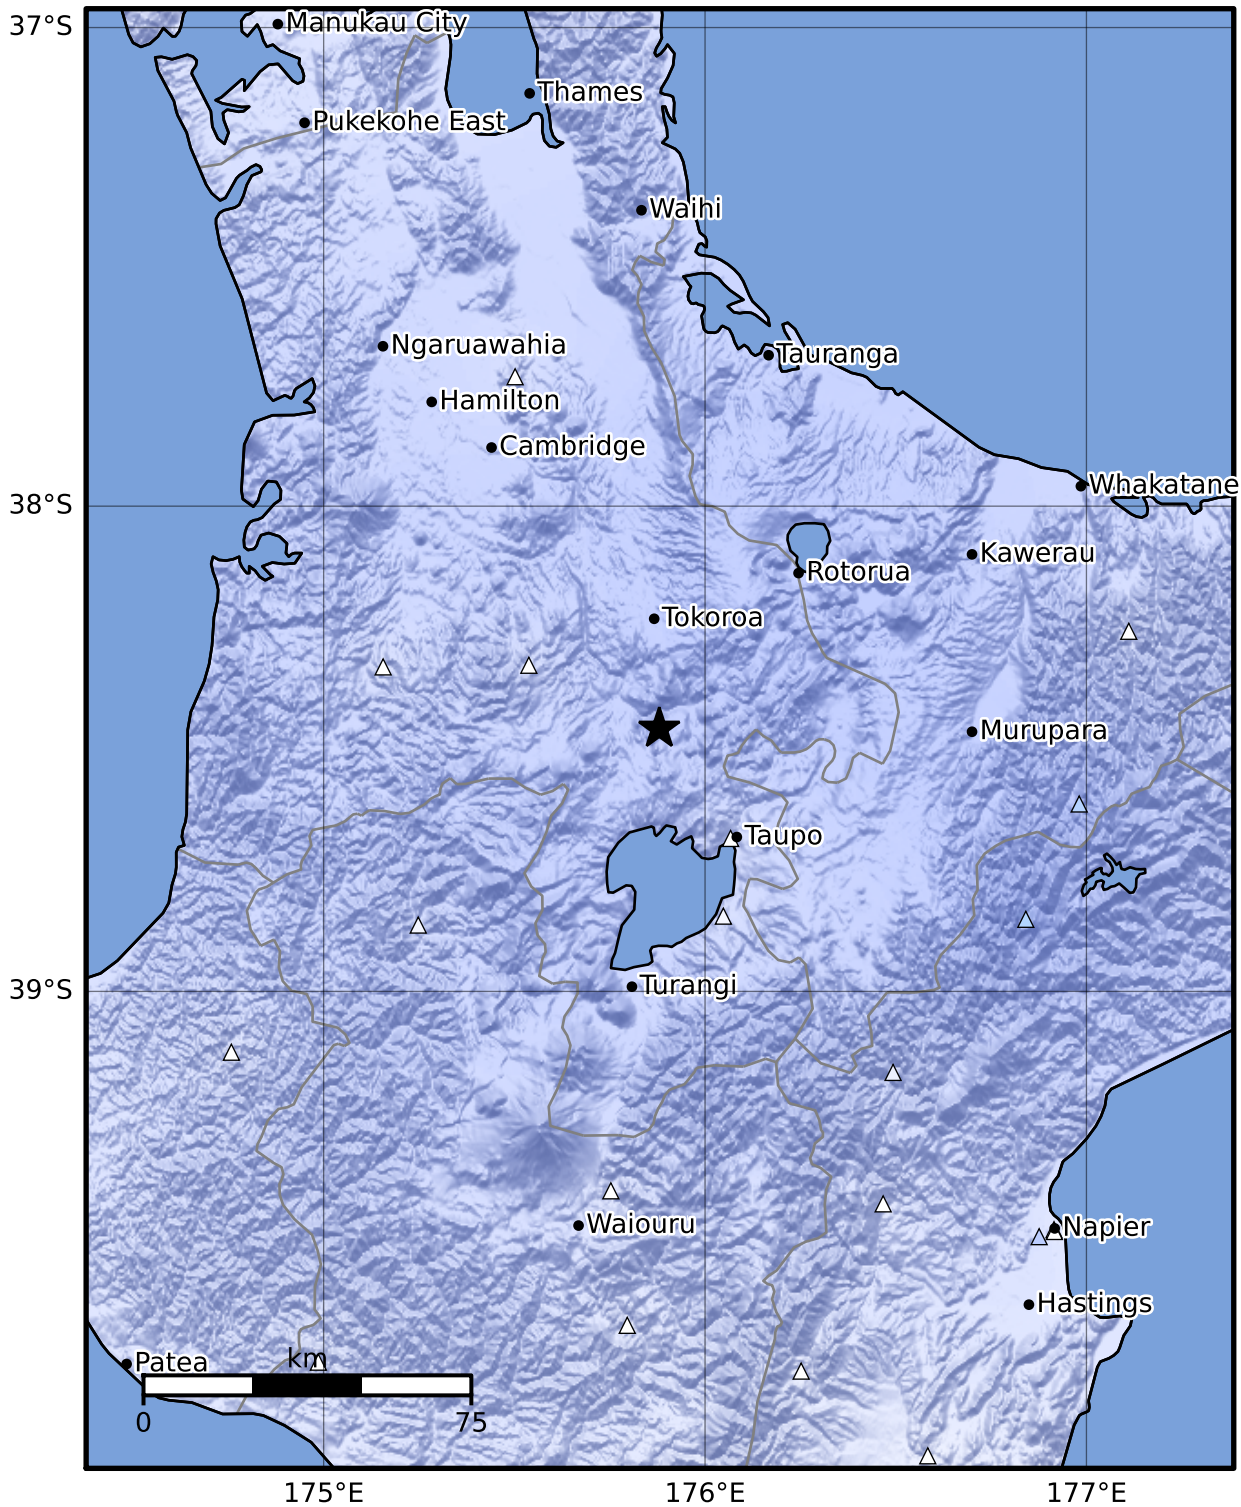 37°S
Manukau City
Thames
Pukekohe East
Waihi
Ngaruawahia
Tauranga
Hamilton
Cambridge
Whakatane
38°S
Kawerau
Rotorua
Tokoroa
Murupara
Taupo
39°S
Turangi
Waiouru
Napier
Hastings
Patea
km
0
75
175°E
176°E
177°E